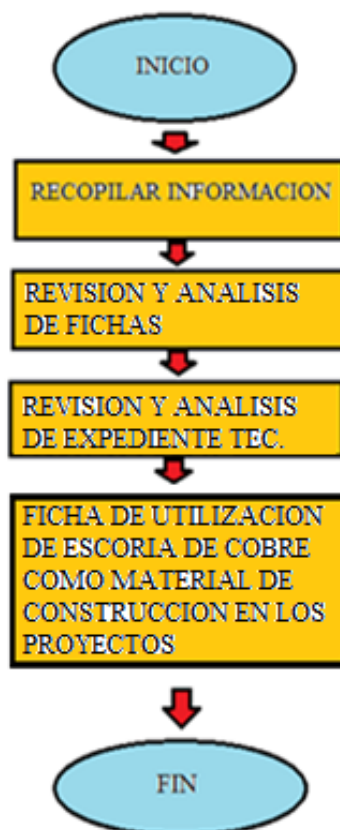 INICIO
RECOPILAR INFORMACION
REVISION Y ANALISIS
DE FICHAS
REVISION Y ANALISIS
DE EXPEDIENTE TEC.
FICHA DE UTILIZACION
DE ESCORIA DE COBRE
COMO MATERIAL DE
CONSTRUCCION EN LOS
PROYECTOS
FIN